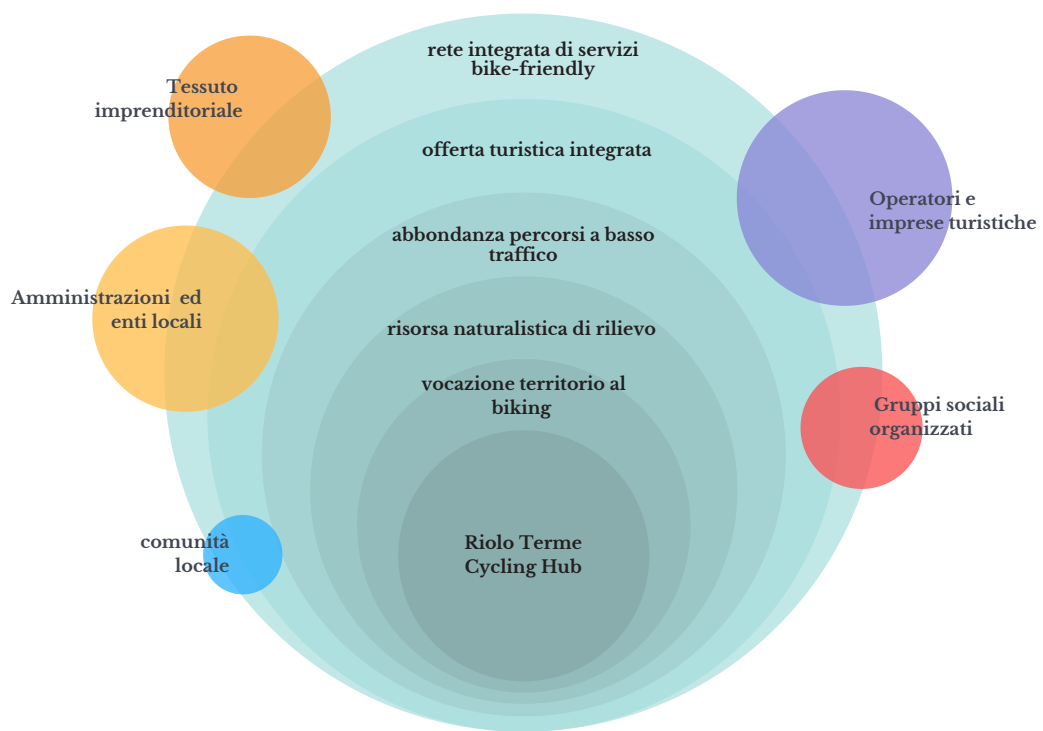 rete integrata di servizi
bike-friendly
Tessuto
imprenditoriale
offerta turistica integrata
Operatori e
imprese turistiche
abbondanza percorsi a basso
traffico
Amministrazioni ed
enti locali
risorsa naturalistica di rilievo
vocazione territorio al
biking
Gruppi sociali
organizzati
comunità
locale
Riolo Terme
Cycling Hub